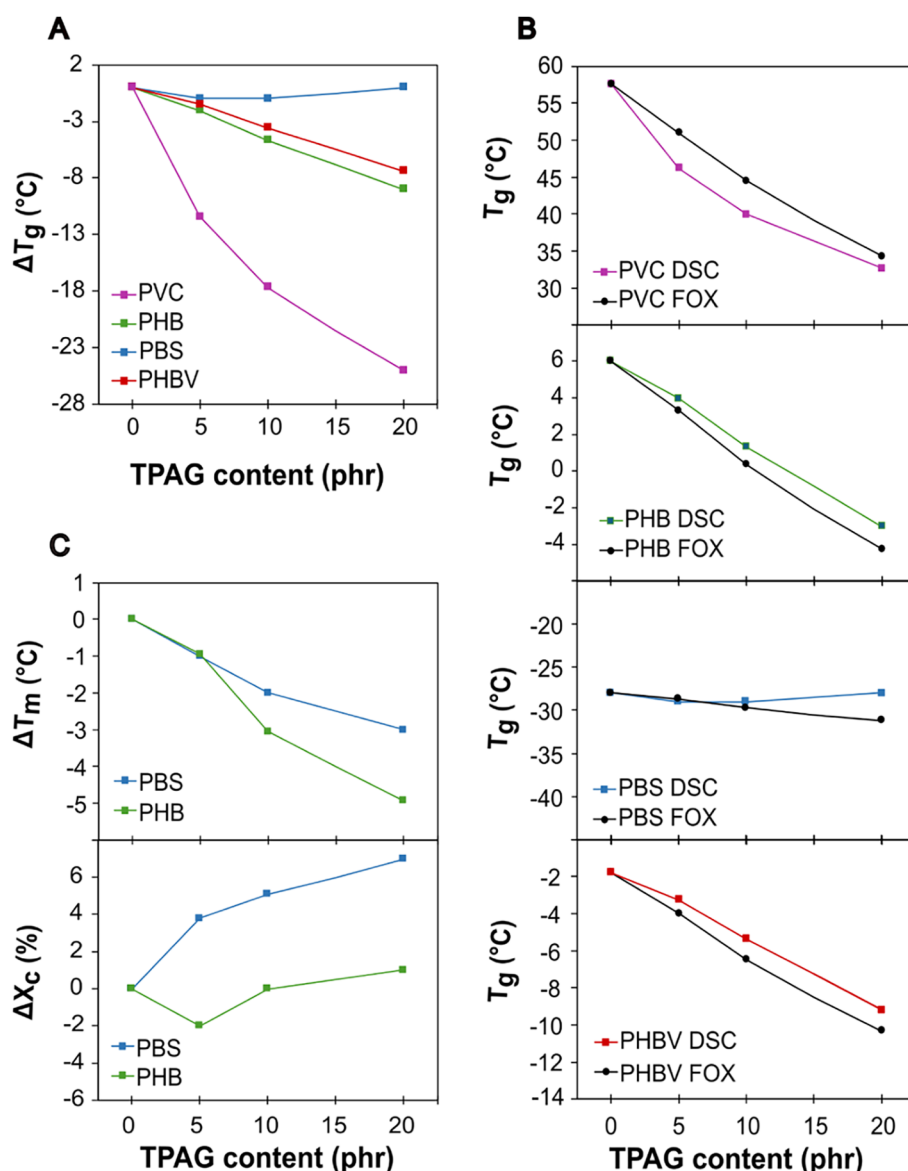 A
2
-3
-8
-13
-18
-23
-28
ΔTg (°C)
PVC
PHB
PBS
PHBV
0 5 10 15 20
TPAG content (phr)
B
60
55
50
45
40
35
30
Tg (°C)
PVC DSC
PVC FOX
6
4
2
0
-2
-4
Tg (°C)
PHB DSC
PHB FOX
-20
-25
-30
-35
-40
Tg (°C)
PBS DSC
PBS FOX
-2
-4
-6
-8
-10
-12
-14
Tg (°C)
PHBV DSC
PHBV FOX
0 5 10 15 20
TPAG content (phr)
C
1
0
-1
-2
-3
-4
-5
ΔTm (°C)
PBS
PHB
6
4
2
0
-2
-4
-6
ΔXc (%)
PBS
PHB
0 5 10 15 20
TPAG content (phr)